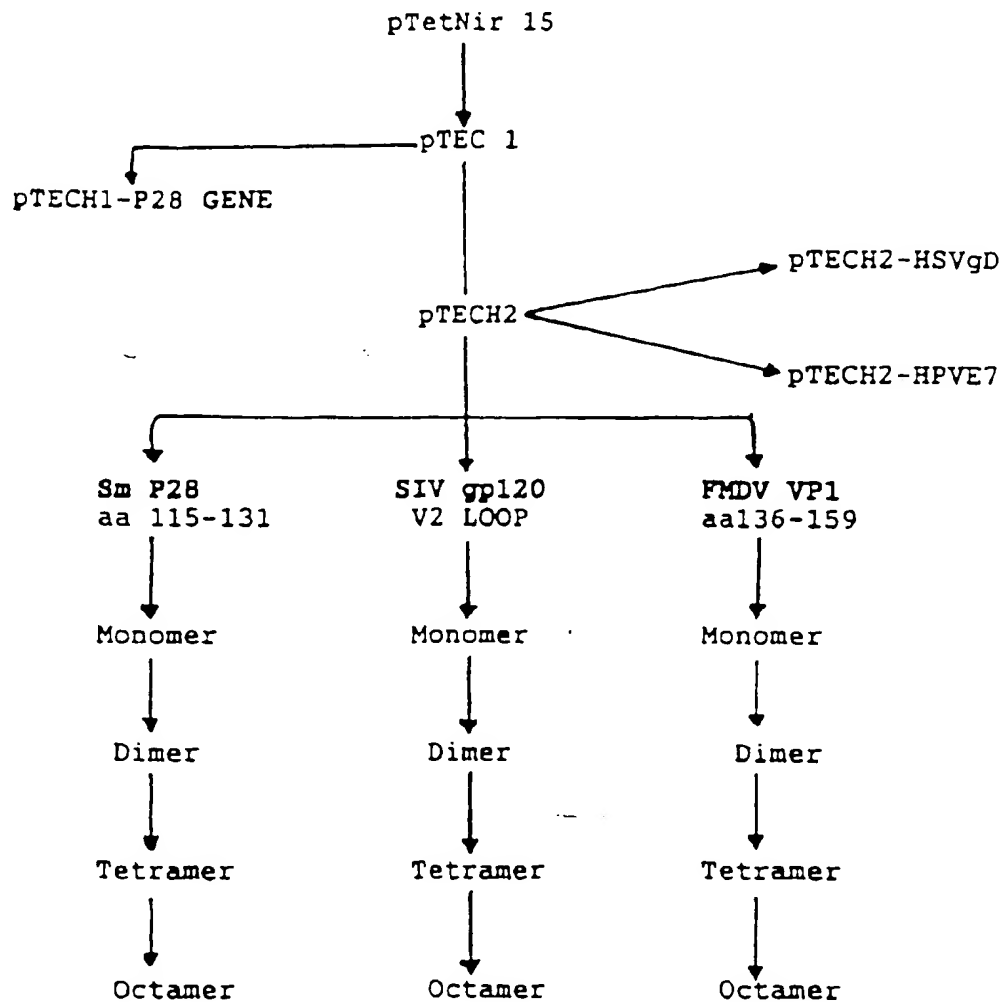 pTetNir 15
pTEC 1
pTECH1-P28 GENE
pTECH2-HSVgD
pTECH2
pTECH2-HPVE7
Sm P28
aa 115-131
SIV gp120
V2 LOOP
FMDV VP1
aa136-159
Monomer
Monomer
Monomer
Dimer
Dimer
Dimer
Tetramer
Tetramer
Tetramer
Octamer
Octamer
Octamer